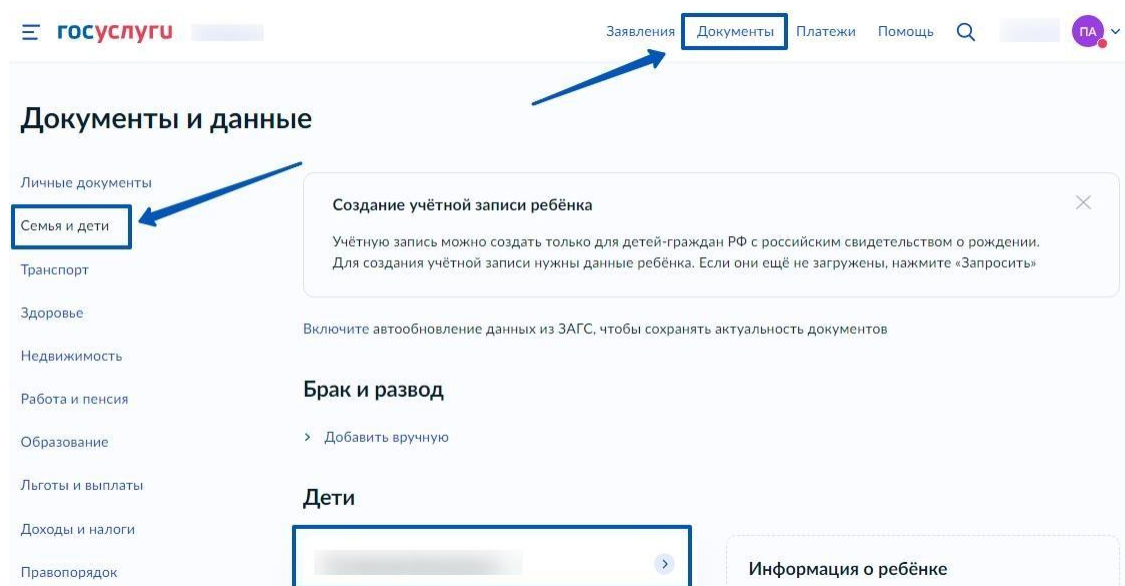 госуслуги
Заявления Документы Платежи Помощь ПА
Документы и данные
Личные документы
Семья и дети
Транспорт
Здоровье
Недвижимость
Работа и пенсия
Образование
Льготы и выплаты
Доходы и налоги
Правопорядок
Создание учётной записи ребёнка
Учётную запись можно создать только для детей-граждан РФ с российским свидетельством о рождении.
Для создания учётной записи нужны данные ребёнка. Если они ещё не загружены, нажмите «Запросить»
Включите автообновление данных из ЗАГС, чтобы сохранять актуальность документов
Брак и развод
Добавить вручную
Дети
Информация о ребёнке